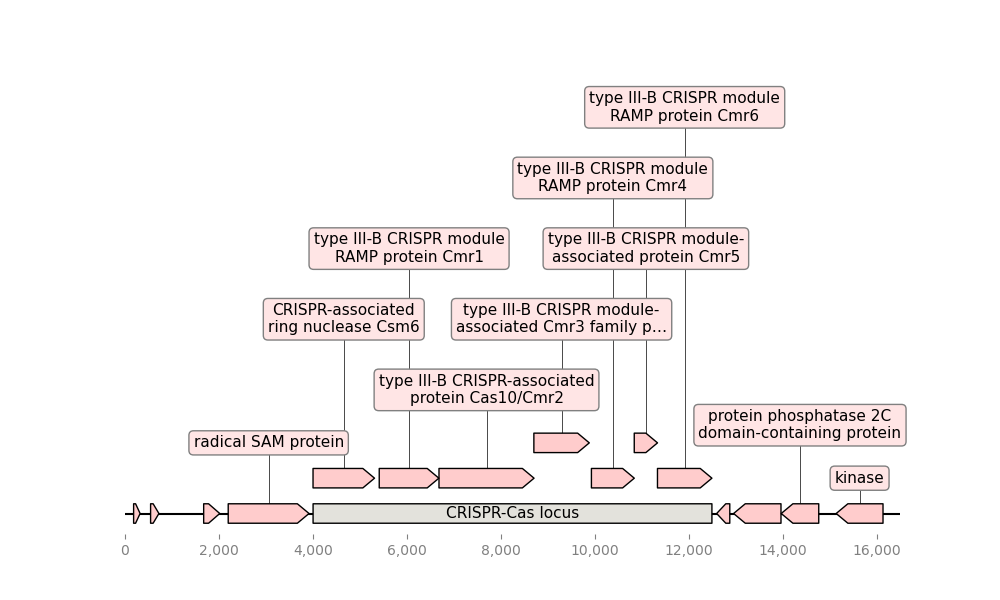 type III-B CRISPR module
RAMP protein Cmr6
type III-B CRISPR module
RAMP protein Cmr4
type III-B CRISPR module
RAMP protein Cmr1
type III-B CRISPR module-
associated protein Cmr5
CRISPR-associated
ring nuclease Csm6
type III-B CRISPR module-
associated Cmr3 family p...
type III-B CRISPR-associated
protein Cas10/Cmr2
protein phosphatase 2C
domain-containing protein
radical SAM protein
kinase
CRISPR-Cas locus
0 2,000 4,000 6,000 8,000 10,000 12,000 14,000 16,000